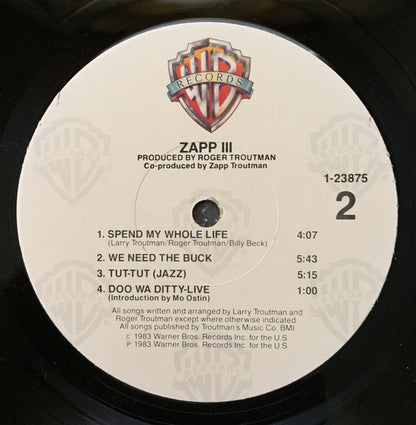 WB
RECORDS
ZAPP III
PRODUCED BY ROGER TROUTMAN
Co-produced by Zapp Troutman
1-23875
2
1. SPEND MY WHOLE LIFE 4:07
(Larry Troutman/Roger Troutman/Billy Beck)
2. WE NEED THE BUCK 5:43
3. TUT-TUT (JAZZ) 5:15
4. DOO WA DITTY-LIVE 1:00
(Introduction by Mo Ostin)
All songs written and arranged by Larry Troutman and
Roger Troutman except where otherwise indicated.
All songs published by Troutman's Music Co. BMI
© 1983 Warner Bros. Records Inc. for the U.S.
℗ 1983 Warner Bros. Records Inc. for the U.S.